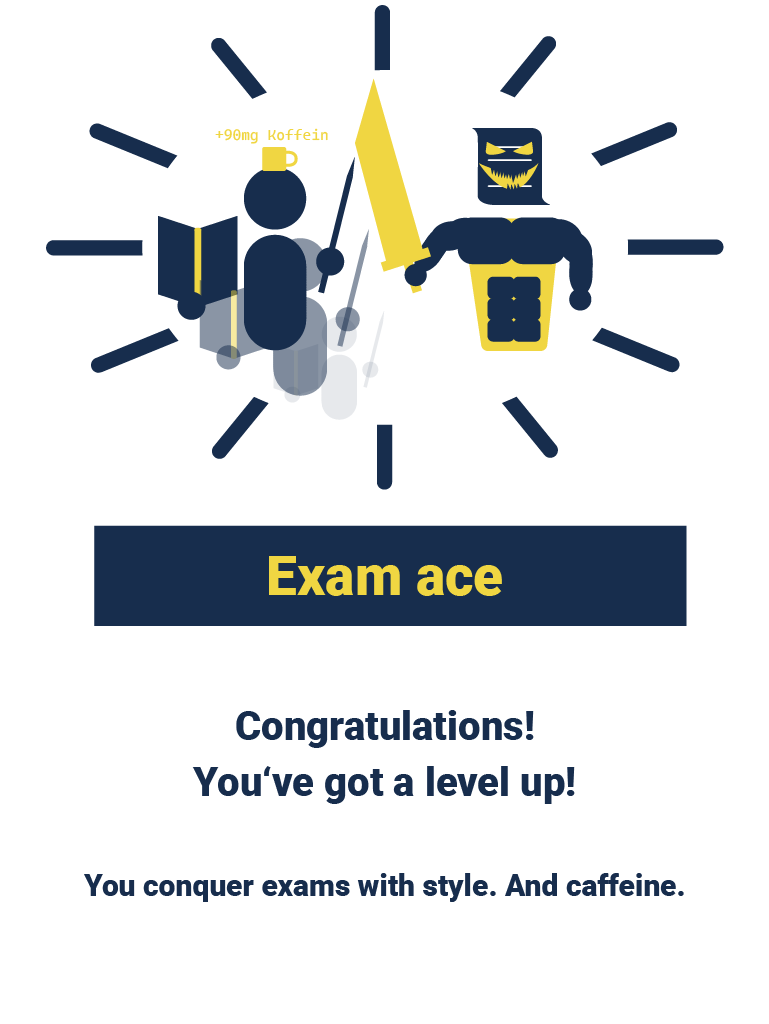 +90mg Koffein
Exam ace
Congratulations!
You‘ve got a level up!
You conquer exams with style. And caffeine.